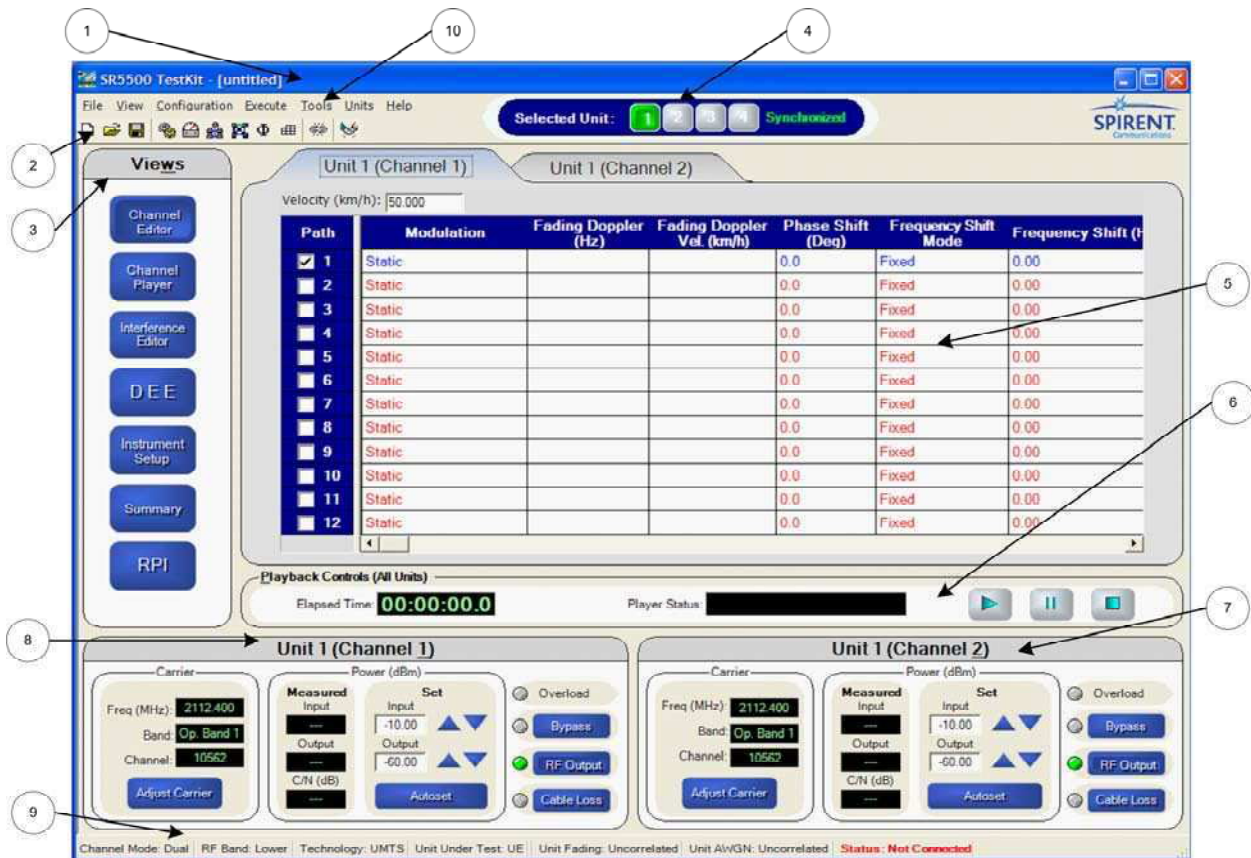 1
10
4
SR5500 TestKit - [untitled]
File View Configuration Execute Tools Units Help
Selected Unit: 1 2 3 4 Synchronized
SPIRENT
Communications
2
3
Views
Channel Editor
Channel Player
Interference Editor
D E E
Instrument Setup
Summary
RPI
Unit 1 (Channel 1)
Unit 1 (Channel 2)
Velocity (km/h): 50.000
Path Modulation Fading Doppler (Hz) Fading Doppler Vel. (km/h) Phase Shift (Deg) Frequency Shift Mode Frequency Shift (H
1 Static 0.0 Fixed 0.00
2 Static 0.0 Fixed 0.00
3 Static 0.0 Fixed 0.00
4 Static 0.0 Fixed 0.00
5 Static 0.0 Fixed 0.00
6 Static 0.0 Fixed 0.00
7 Static 0.0 Fixed 0.00
8 Static 0.0 Fixed 0.00
9 Static 0.0 Fixed 0.00
10 Static 0.0 Fixed 0.00
11 Static 0.0 Fixed 0.00
12 Static 0.0 Fixed 0.00
5
6
Playback Controls (All Units)
Elapsed Time: 00:00:00.0
Player Status:
7
8
Unit 1 (Channel 1)
Carrier
Freq (MHz): 2112.400
Band: Op. Band 1
Channel: 10562
Adjust Carrier
Power (dBm)
Measured
Input
---
Output
---
C/N (dB)
---
Set
Input
-10.00
Output
-60.00
Autoset
Overload
Bypass
RF Output
Cable Loss
Unit 1 (Channel 2)
Carrier
Freq (MHz): 2112.400
Band: Op. Band 1
Channel: 10562
Adjust Carrier
Power (dBm)
Measured
Input
---
Output
---
C/N (dB)
---
Set
Input
-10.00
Output
-60.00
Autoset
Overload
Bypass
RF Output
Cable Loss
9
Channel Mode: Dual RF Band: Lower Technology: UMTS Unit Under Test: UE Unit Fading: Uncorrelated Unit AWGN: Uncorrelated Status: Not Connected